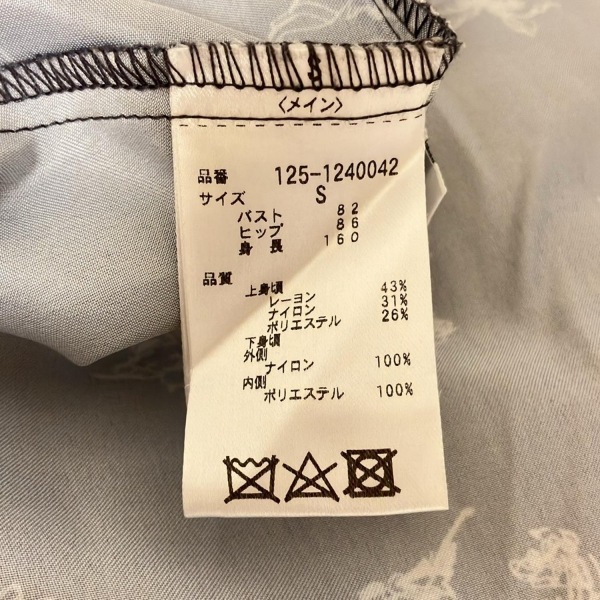 S
〈メイン〉
品番 125-1240042
サイズ S
バスト 82
ヒップ 86
身長 160
品質
上身頃
レーヨン 43%
ナイロン 31%
ポリエステル 26%
下身頃
外側
ナイロン 100%
内側
ポリエステル 100%